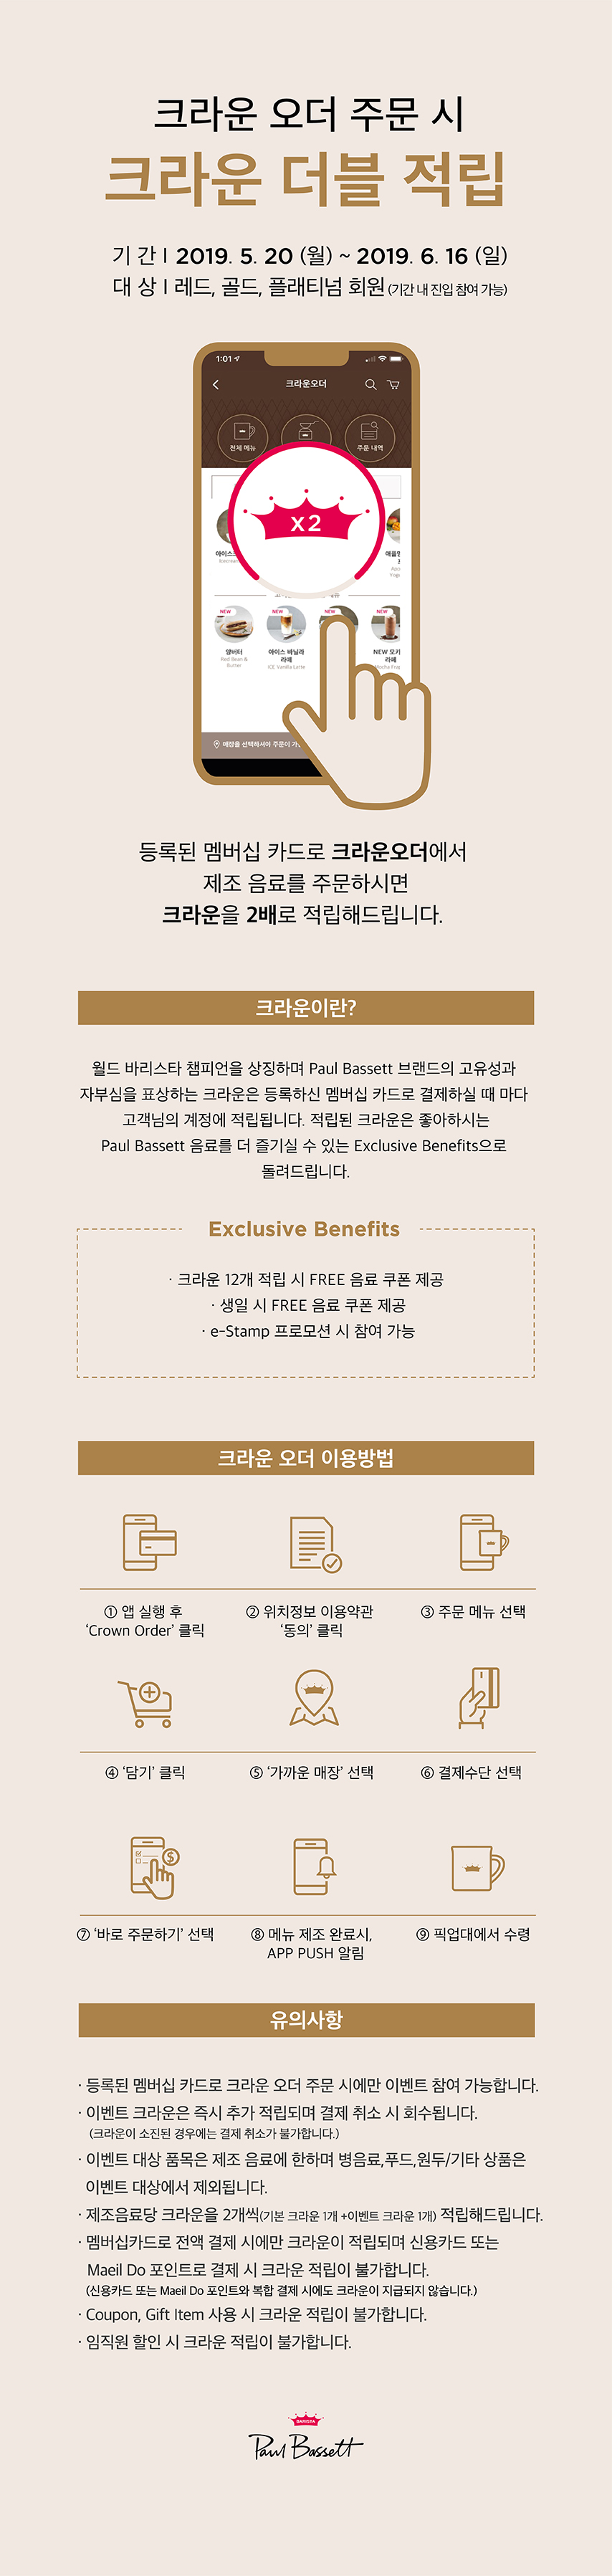 크라운 오더 주문 시
크라운 더블 적립
기 간 I 2019. 5. 20 (월) ~ 2019. 6. 16 (일)
대 상 I 레드, 골드, 플래티넘 회원 (기간 내 진입 참여 가능)
1:01
크라운오더
전체 메뉴
주문 내역
X2
NEW
NEW
NEW
앙버터
Red Bean & Butter
아이스 바닐라 라떼
ICE Vanilla Latte
매장을 선택하셔야 주문이
등록된 멤버십 카드로 크라운오더에서
제조 음료를 주문하시면
크라운을 2배로 적립해드립니다.
크라운이란?
월드 바리스타 챔피언을 상징하며 Paul Bassett 브랜드의 고유성과
자부심을 표상하는 크라운은 등록하신 멤버십 카드로 결제하실 때 마다
고객님의 계정에 적립됩니다. 적립된 크라운은 좋아하시는
Paul Bassett 음료를 더 즐기실 수 있는 Exclusive Benefits으로
돌려드립니다.
Exclusive Benefits
· 크라운 12개 적립 시 FREE 음료 쿠폰 제공
· 생일 시 FREE 음료 쿠폰 제공
· e-Stamp 프로모션 시 참여 가능
크라운 오더 이용방법
① 앱 실행 후
‘Crown Order’ 클릭
② 위치정보 이용약관
‘동의’ 클릭
③ 주문 메뉴 선택
④ ‘담기’ 클릭
⑤ ‘가까운 매장’ 선택
⑥ 결제수단 선택
$
⑦ ‘바로 주문하기’ 선택
⑧ 메뉴 제조 완료시,
APP PUSH 알림
⑨ 픽업대에서 수령
유의사항
· 등록된 멤버십 카드로 크라운 오더 주문 시에만 이벤트 참여 가능합니다.
· 이벤트 크라운은 즉시 추가 적립되며 결제 취소 시 회수됩니다.
(크라운이 소진된 경우에는 결제 취소가 불가합니다.)
· 이벤트 대상 품목은 제조 음료에 한하며 병음료,푸드,원두/기타 상품은
이벤트 대상에서 제외됩니다.
· 제조음료당 크라운을 2개씩(기본 크라운 1개 +이벤트 크라운 1개) 적립해드립니다.
· 멤버십카드로 전액 결제 시에만 크라운이 적립되며 신용카드 또는
Maeil Do 포인트로 결제 시 크라운 적립이 불가합니다.
(신용카드 또는 Maeil Do 포인트와 복합 결제 시에도 크라운이 지급되지 않습니다.)
· Coupon, Gift Item 사용 시 크라운 적립이 불가합니다.
· 임직원 할인 시 크라운 적립이 불가합니다.
BARISTA
Paul Bassett